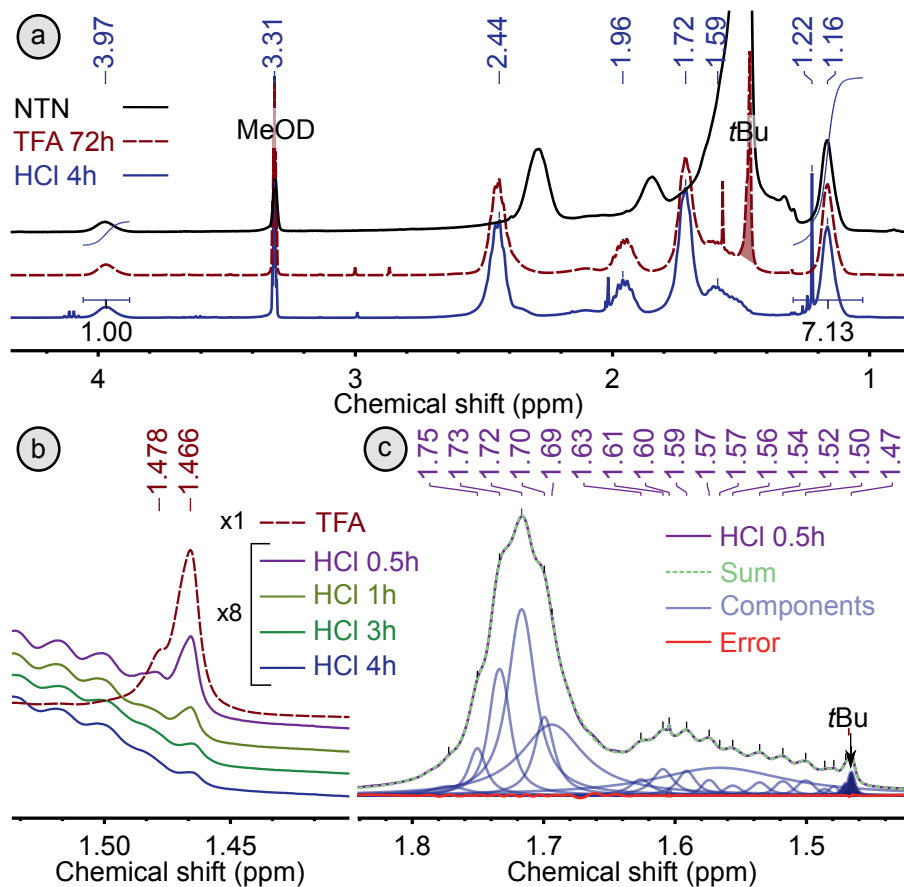 a
3.97
3.31
2.44
1.96
1.72
1.59
1.22
1.16
NTN
TFA 72h
HCl 4h
MeOD
tBu
1.00
7.13
4 3 2 1
Chemical shift (ppm)
b
1.478
1.466
x1 TFA
x8
HCl 0.5h
HCl 1h
HCl 3h
HCl 4h
1.50 1.45
Chemical shift (ppm)
c
1.75
1.73
1.72
1.70
1.69
1.63
1.61
1.60
1.59
1.57
1.57
1.56
1.54
1.52
1.50
1.47
HCl 0.5h
Sum
Components
Error
tBu
1.8 1.7 1.6 1.5
Chemical shift (ppm)